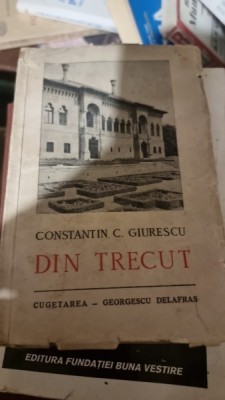 CONSTANTIN C. GIURESCU
DIN TRECUT
CUGETAREA – GEORGESCU DELAFRAS
EDITURA FUNDAȚIEI BUNA VESTIRE